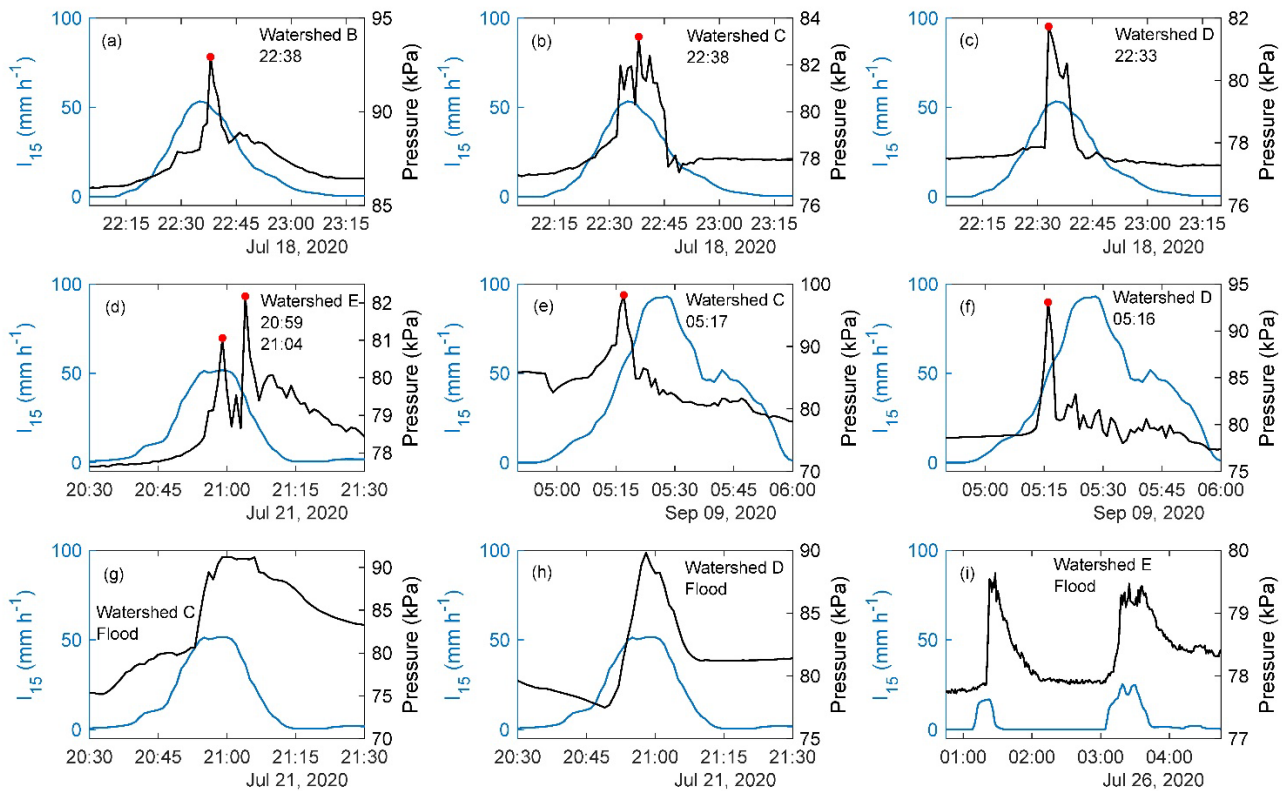 (a)
Watershed B
22:38
I15 (mm h-1)
100
50
0
Pressure (kPa)
95
90
85
22:15 22:30 22:45 23:00 23:15
Jul 18, 2020
(b)
Watershed C
22:38
I15 (mm h-1)
100
50
0
Pressure (kPa)
84
82
80
78
76
22:15 22:30 22:45 23:00 23:15
Jul 18, 2020
(c)
Watershed D
22:33
I15 (mm h-1)
100
50
0
Pressure (kPa)
82
80
78
76
22:15 22:30 22:45 23:00 23:15
Jul 18, 2020
(d)
Watershed E
20:59
21:04
I15 (mm h-1)
100
50
0
Pressure (kPa)
82
81
80
79
78
20:30 20:45 21:00 21:15 21:30
Jul 21, 2020
(e)
Watershed C
05:17
I15 (mm h-1)
100
50
0
Pressure (kPa)
100
90
80
70
05:00 05:15 05:30 05:45 06:00
Sep 09, 2020
(f)
Watershed D
05:16
I15 (mm h-1)
100
50
0
Pressure (kPa)
95
90
85
80
75
05:00 05:15 05:30 05:45 06:00
Sep 09, 2020
(g)
Watershed C
Flood
I15 (mm h-1)
100
50
0
Pressure (kPa)
90
85
80
75
70
20:30 20:45 21:00 21:15 21:30
Jul 21, 2020
(h)
Watershed D
Flood
I15 (mm h-1)
100
50
0
Pressure (kPa)
90
85
80
75
20:30 20:45 21:00 21:15 21:30
Jul 21, 2020
(i)
Watershed E
Flood
I15 (mm h-1)
100
50
0
Pressure (kPa)
80
79
78
77
01:00 02:00 03:00 04:00
Jul 26, 2020